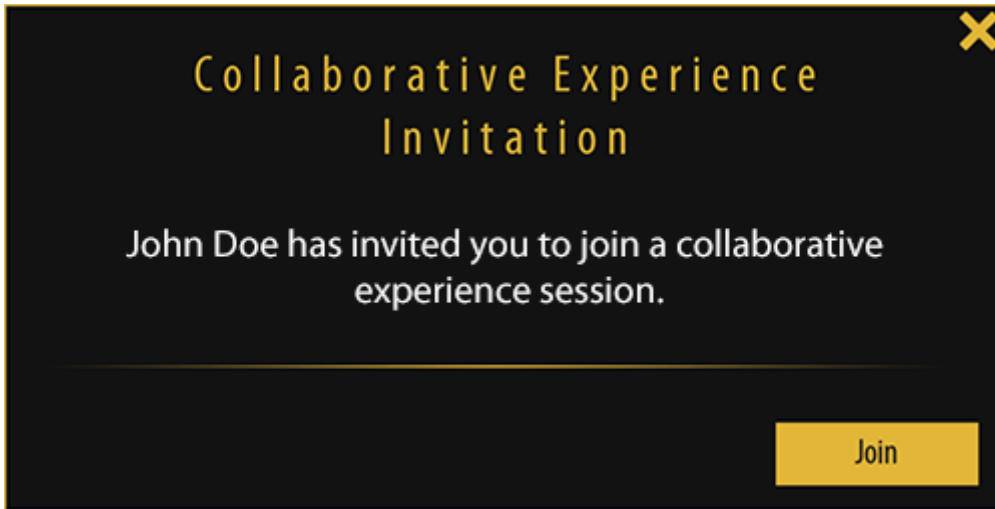 Collaborative Experience
Invitation
John Doe has invited you to join a collaborative
experience session.
Join